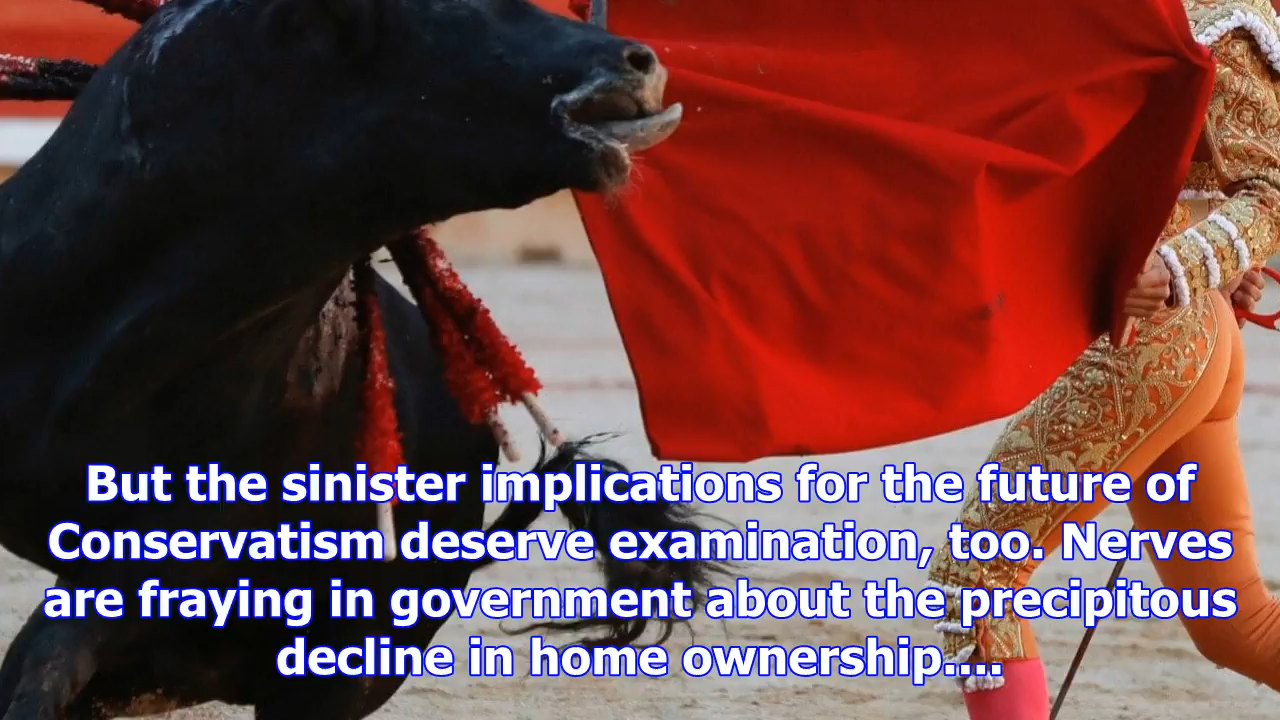 But the sinister implications for the future of
Conservatism deserve examination, too. Nerves
are fraying in government about the precipitous
decline in home ownership....